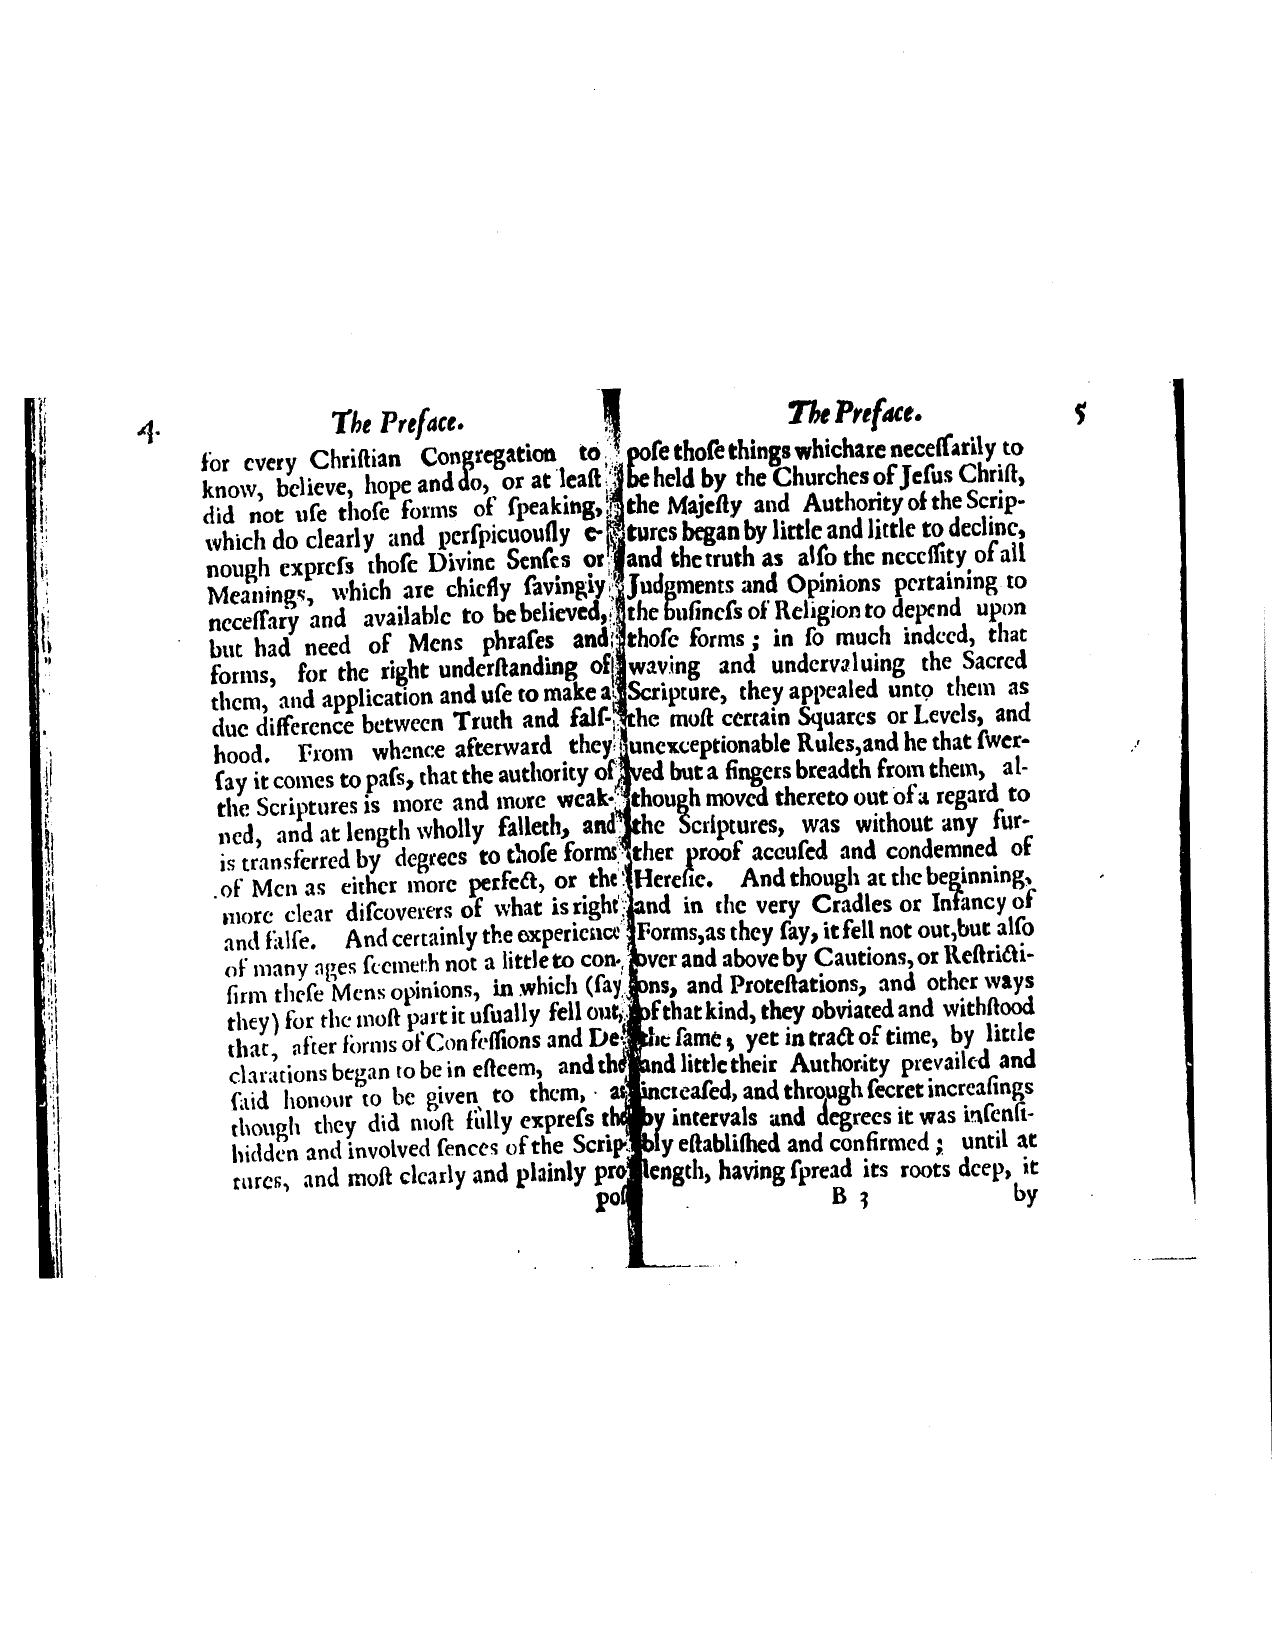 4.
The Preface.
for every Chriſtian Congregation to
know, believe, hope and do, or at leaſt
did not uſe thoſe forms of ſpeaking,
which do clearly and perſpicuouſly e-
nough expreſs thoſe Divine Senſes or
Meanings, which are chiefly ſavingly
neceſſary and available to be believed,
but had need of Mens phraſes and
forms, for the right underſtanding of
them, and application and uſe to make a
due difference between Truth and falſ-
hood. From whence afterward they
ſay it comes to paſs, that the authority of
the Scriptures is more and more weak-
ned, and at length wholly falleth, and
is transferred by degrees to thoſe forms
of Men as either more perfect, or the
more clear diſcoverers of what is right
and falſe. And certainly the experience
of many ages ſeemeth not a little to con-
firm theſe Mens opinions, in which (ſay
they) for the moſt part it uſually fell out,
that, after forms of Confeſſions and De-
clarations began to be in eſteem, and the
ſaid honour to be given to them, as
though they did moſt fully expreſs the
hidden and involved ſences of the Scrip-
tures, and moſt clearly and plainly pro
poſ
The Preface.
5
poſe thoſe things which are neceſſarily to
be held by the Churches of Jeſus Chriſt,
the Majeſty and Authority of the Scrip-
tures began by little and little to decline,
and the truth as alſo the neceſſity of all
Judgments and Opinions pertaining to
the buſineſs of Religion to depend upon
thoſe forms; in ſo much indeed, that
waving and undervaluing the Sacred
Scripture, they appealed unto them as
the moſt certain Squares or Levels, and
unexceptionable Rules, and he that ſwer-
ved but a fingers breadth from them, al-
though moved thereto out of a regard to
the Scriptures, was without any fur-
ther proof accuſed and condemned of
Hereſie. And though at the beginning,
and in the very Cradles or Infancy of
Forms, as they ſay, it fell not out, but alſo
over and above by Cautions, or Reſtricti-
ons, and Proteſtations, and other ways
of that kind, they obviated and withſtood
the ſame, yet in tract of time, by little
and little their Authority prevailed and
increaſed, and through ſecret increaſings
by intervals and degrees it was inſenſi-
bly eſtabliſhed and confirmed; until at
length, having ſpread its roots deep, it
B 3
by